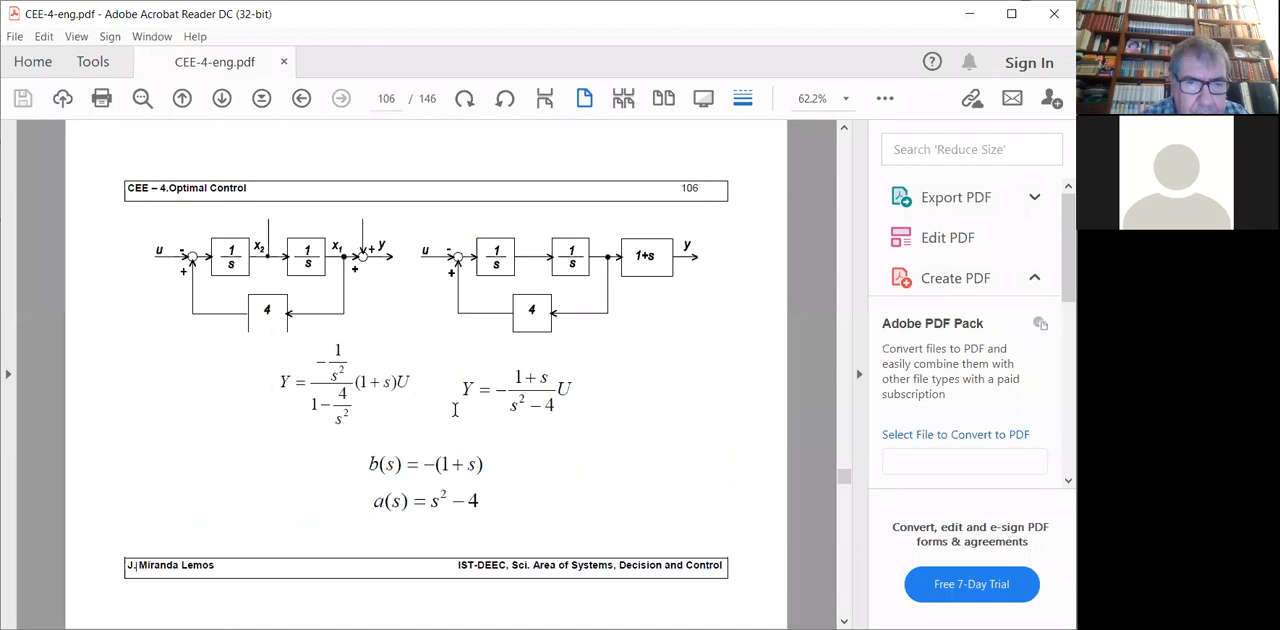 CEE-4-eng.pdf - Adobe Acrobat Reader DC (32-bit)
File Edit View Sign Window Help
Home Tools CEE-4-eng.pdf × Sign In
106 / 146 62.2%
CEE – 4.Optimal Control 106
u - + 1/s x₂ 1/s x₁ + + y 4
u - + 1/s 1/s 1+s y 4
Y = (-1/s²)/(1 - 4/s²) (1 + s)U Y = - (1 + s)/(s² - 4) U
b(s) = -(1 + s)
a(s) = s² - 4
J. Miranda Lemos IST-DEEC, Sci. Area of Systems, Decision and Control
Search 'Reduce Size'
Export PDF
Edit PDF
Create PDF
Adobe PDF Pack
Convert files to PDF and
easily combine them with
other file types with a paid
subscription
Select File to Convert to PDF
Convert, edit and e-sign PDF
forms & agreements
Free 7-Day Trial